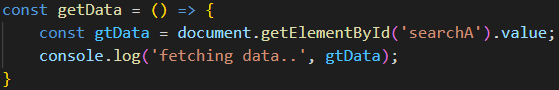 const getData = () => {
    const gtData = document.getElementById('searchA').value;
    console.log('fetching data..', gtData);
}